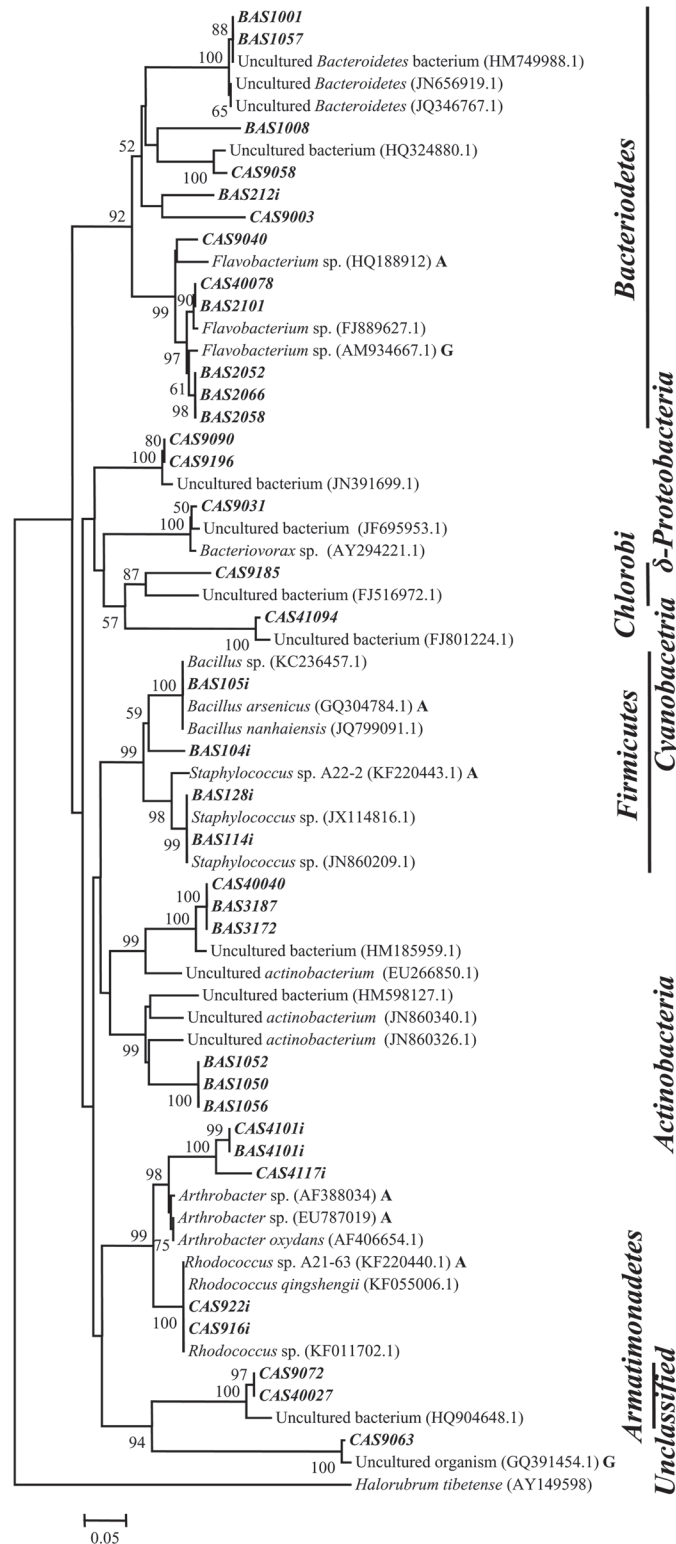 BAS1001
88
BAS1057
100
Uncultured Bacteroidetes bacterium (HM749988.1)
Uncultured Bacteroidetes (JN656919.1)
65
Uncultured Bacteroidetes (JQ346767.1)
BAS1008
52
Uncultured bacterium (HQ324880.1)
100
CAS9058
BAS212i
92
CAS9003
CAS9040
Flavobacterium sp. (HQ188912) A
CAS40078
90
BAS2101
99
Flavobacterium sp. (FJ889627.1)
Flavobacterium sp. (AM934667.1) G
97
BAS2052
61
BAS2066
98
BAS2058
Bacteriodetes
80
CAS9090
100
CAS9196
Uncultured bacterium (JN391699.1)
50
CAS9031
100
Uncultured bacterium (JF695953.1)
Bacteriovorax sp. (AY294221.1)
δ-Proteobacteria
87
CAS9185
Uncultured bacterium (FJ516972.1)
Chlorobi
57
CAS41094
100
Uncultured bacterium (FJ801224.1)
Cyanobacetria
Bacillus sp. (KC236457.1)
100
BAS105i
Bacillus arsenicus (GQ304784.1) A
59
Bacillus nanhaiensis (JQ799091.1)
99
BAS104i
Staphylococcus sp. A22-2 (KF220443.1) A
BAS128i
98
Staphylococcus sp. (JX114816.1)
99
BAS114i
Staphylococcus sp. (JN860209.1)
Firmicutes
CAS40040
100
BAS3187
100
BAS3172
99
Uncultured bacterium (HM185959.1)
Uncultured actinobacterium (EU266850.1)
Uncultured bacterium (HM598127.1)
Uncultured actinobacterium (JN860340.1)
99
Uncultured actinobacterium (JN860326.1)
BAS1052
BAS1050
100
BAS1056
Actinobacteria
99
CAS4101i
100
BAS4101i
98
CAS4117i
Arthrobacter sp. (AF388034) A
Arthrobacter sp. (EU787019) A
99
75
Arthrobacter oxydans (AF406654.1)
Rhodococcus sp. A21-63 (KF220440.1) A
Rhodococcus qingshengii (KF055006.1)
CAS922i
100
CAS916i
Rhodococcus sp. (KF011702.1)
97
CAS9072
100
CAS40027
Uncultured bacterium (HQ904648.1)
Armatimonadetes
94
CAS9063
100
Uncultured organism (GQ391454.1) G
Unclassified
Halorubrum tibetense (AY149598)
0.05